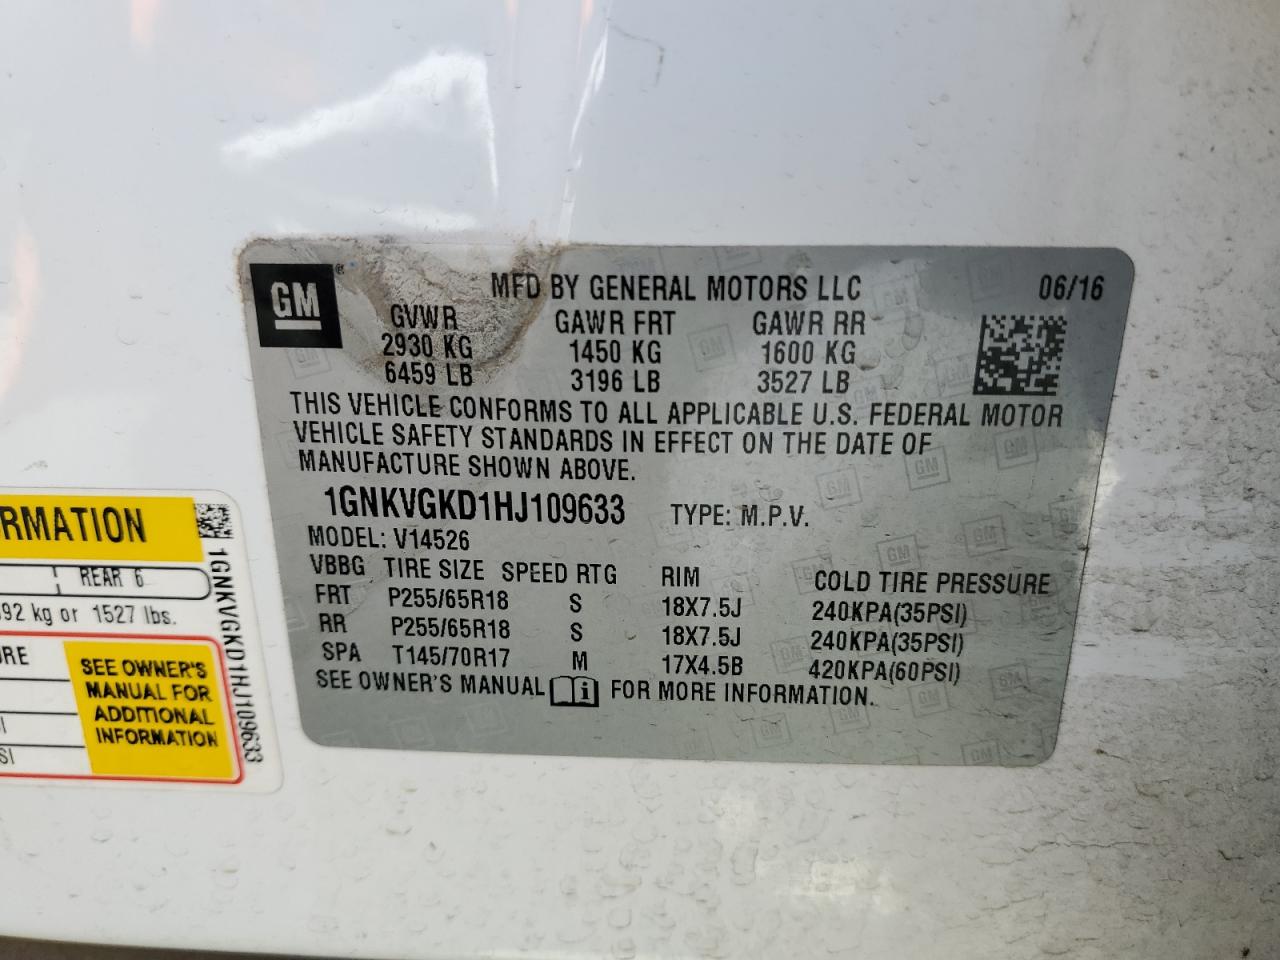 GM
MFD BY GENERAL MOTORS LLC 06/16
GVWR GAWR FRT GAWR RR
2930 KG 1450 KG 1600 KG
6459 LB 3196 LB 3527 LB
THIS VEHICLE CONFORMS TO ALL APPLICABLE U.S. FEDERAL MOTOR
VEHICLE SAFETY STANDARDS IN EFFECT ON THE DATE OF
MANUFACTURE SHOWN ABOVE.
1GNKVGKD1HJ109633 TYPE: M.P.V.
MODEL: V14526
VBBG TIRE SIZE SPEED RTG RIM COLD TIRE PRESSURE
FRT P255/65R18 S 18X7.5J 240KPA(35PSI)
RR P255/65R18 S 18X7.5J 240KPA(35PSI)
SPA T145/70R17 M 17X4.5B 420KPA(60PSI)
SEE OWNER'S MANUAL FOR MORE INFORMATION.
REAR 6
kg or 1527 lbs.
SEE OWNER'S
MANUAL FOR
ADDITIONAL
INFORMATION
1GNKVGKD1HJ109633